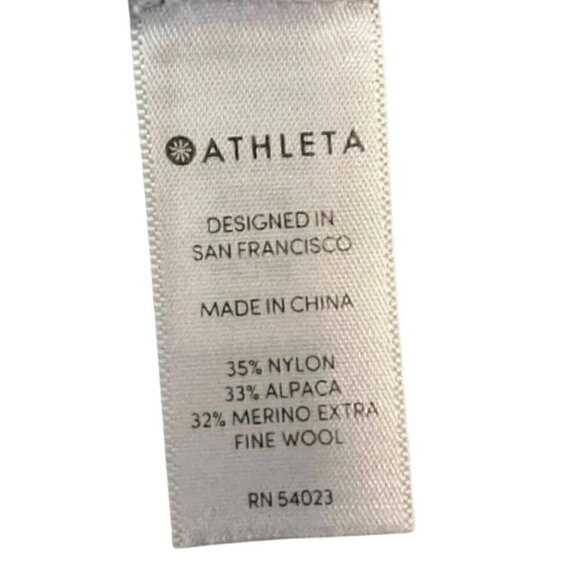 ATHLETA
DESIGNED IN
SAN FRANCISCO
MADE IN CHINA
35% NYLON
33% ALPACA
32% MERINO EXTRA
FINE WOOL
RN 54023